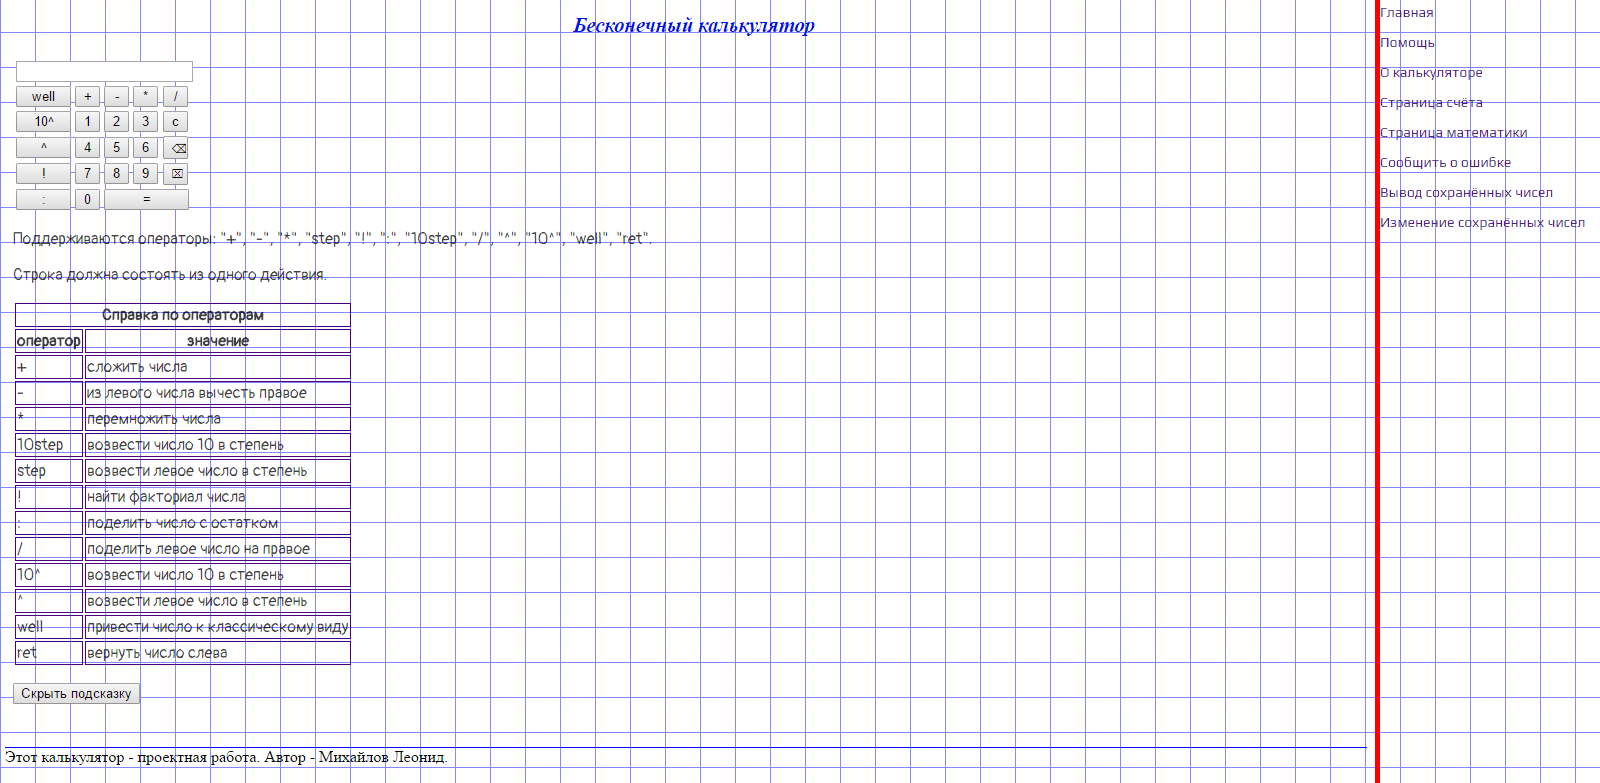 Бесконечный калькулятор
well + - * /
10^ 1 2 3 c
^ 4 5 6 ⌫
! 7 8 9 ⌧
: 0 =
Поддерживаются операторы: "+", "-", "*", "step", "!", ":", "10step", "/", "^", "10^", "well", "ret".
Строка должна состоять из одного действия.
Справка по операторам
оператор значение
+ сложить числа
- из левого числа вычесть правое
* перемножить числа
10step возвести число 10 в степень
step возвести левое число в степень
! найти факториал числа
: поделить число с остатком
/ поделить левое число на правое
10^ возвести число 10 в степень
^ возвести левое число в степень
well привести число к классическому виду
ret вернуть число слева
Скрыть подсказку
Этот калькулятор - проектная работа. Автор - Михайлов Леонид.
Главная
Помощь
О калькуляторе
Страница счёта
Страница математики
Сообщить о ошибке
Вывод сохранённых чисел
Изменение сохранённых чисел